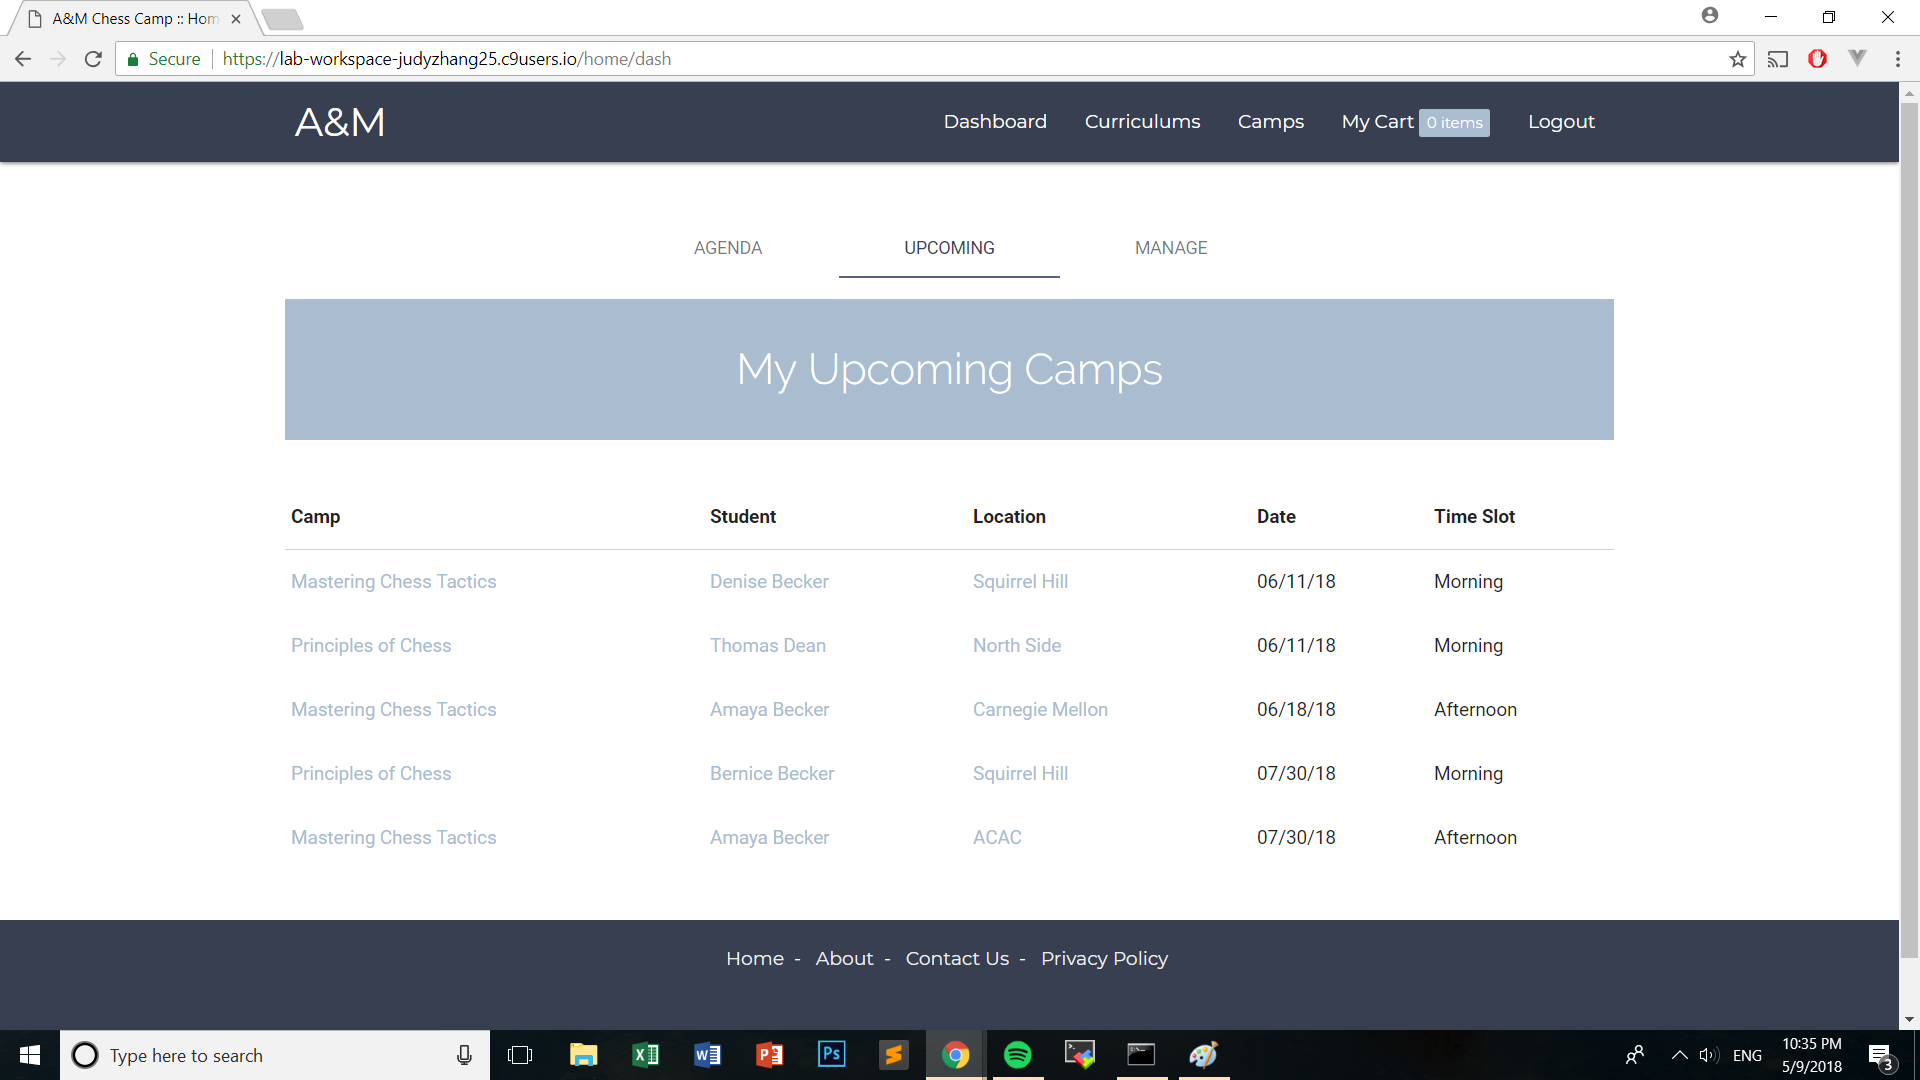 A&M Chess Camp :: Hom
Secure https://lab-workspace-judyzhang25.c9users.io/home/dash
A&M Dashboard Curriculums Camps My Cart 0 items Logout
AGENDA UPCOMING MANAGE
My Upcoming Camps
Camp Student Location Date Time Slot
Mastering Chess Tactics Denise Becker Squirrel Hill 06/11/18 Morning
Principles of Chess Thomas Dean North Side 06/11/18 Morning
Mastering Chess Tactics Amaya Becker Carnegie Mellon 06/18/18 Afternoon
Principles of Chess Bernice Becker Squirrel Hill 07/30/18 Morning
Mastering Chess Tactics Amaya Becker ACAC 07/30/18 Afternoon
Home - About - Contact Us - Privacy Policy
Type here to search Ps ENG 10:35 PM
5/9/2018 3